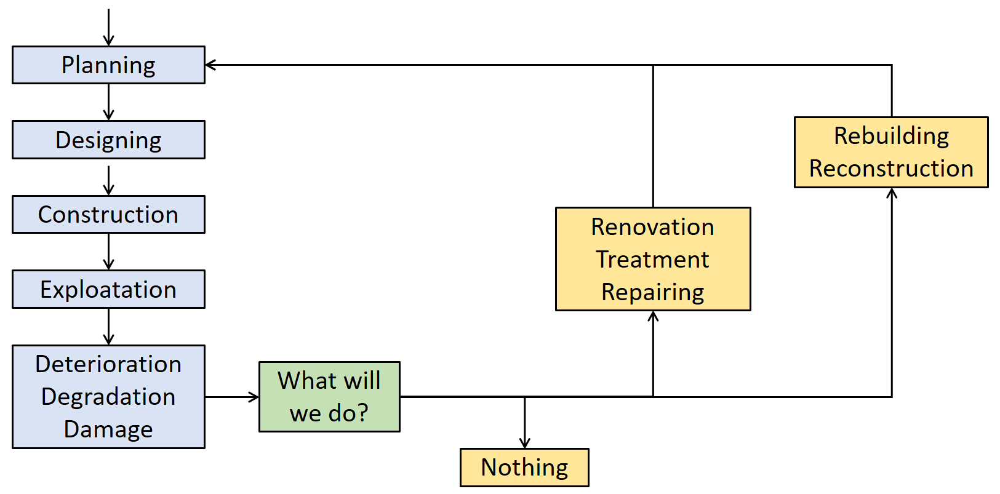 Planning
Designing
Construction
Exploatation
Deterioration
Degradation
Damage
What will
we do?
Nothing
Renovation
Treatment
Repairing
Rebuilding
Reconstruction